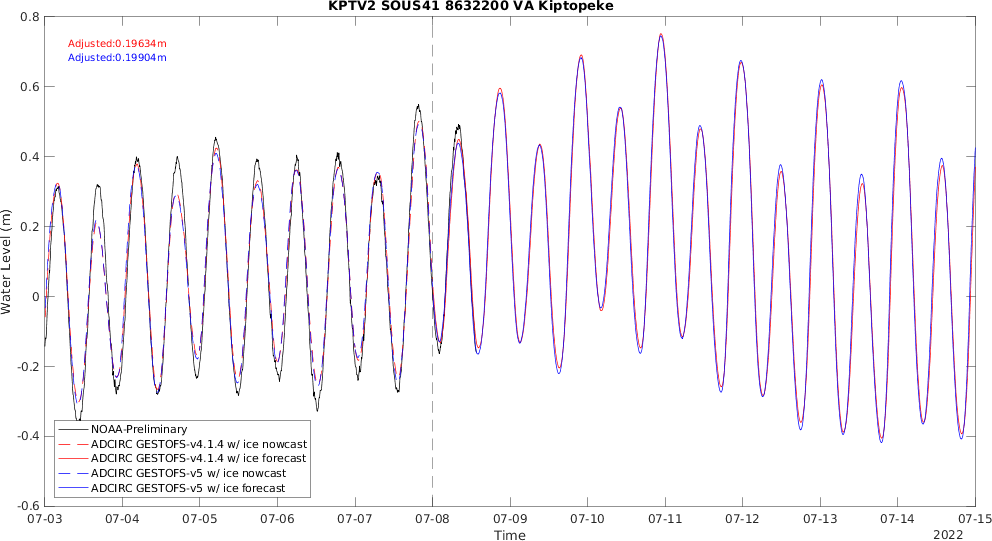 KPTV2 SOUS41 8632200 VA Kiptopeke
Adjusted:0.19634m
Adjusted:0.19904m
Water Level (m)
0.8
0.6
0.4
0.2
0
-0.2
-0.4
-0.6
NOAA-Preliminary
ADCIRC GESTOFS-v4.1.4 w/ ice nowcast
ADCIRC GESTOFS-v4.1.4 w/ ice forecast
ADCIRC GESTOFS-v5 w/ ice nowcast
ADCIRC GESTOFS-v5 w/ ice forecast
07-03 07-04 07-05 07-06 07-07 07-08 07-09 07-10 07-11 07-12 07-13 07-14 07-15
Time
2022